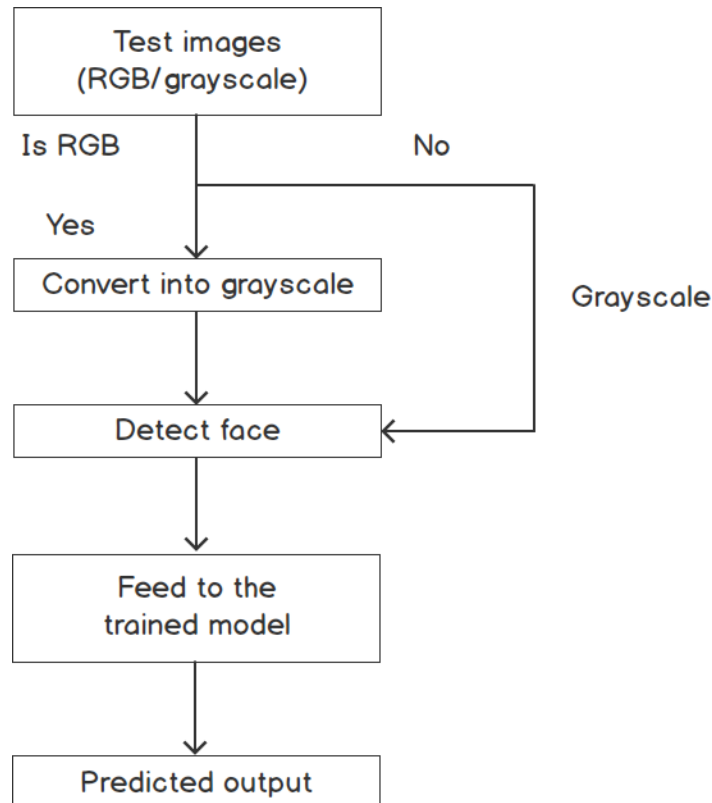 Test images
(RGB/grayscale)
Is RGB
No
Yes
Convert into grayscale
Grayscale
Detect face
Feed to the
trained model
Predicted output